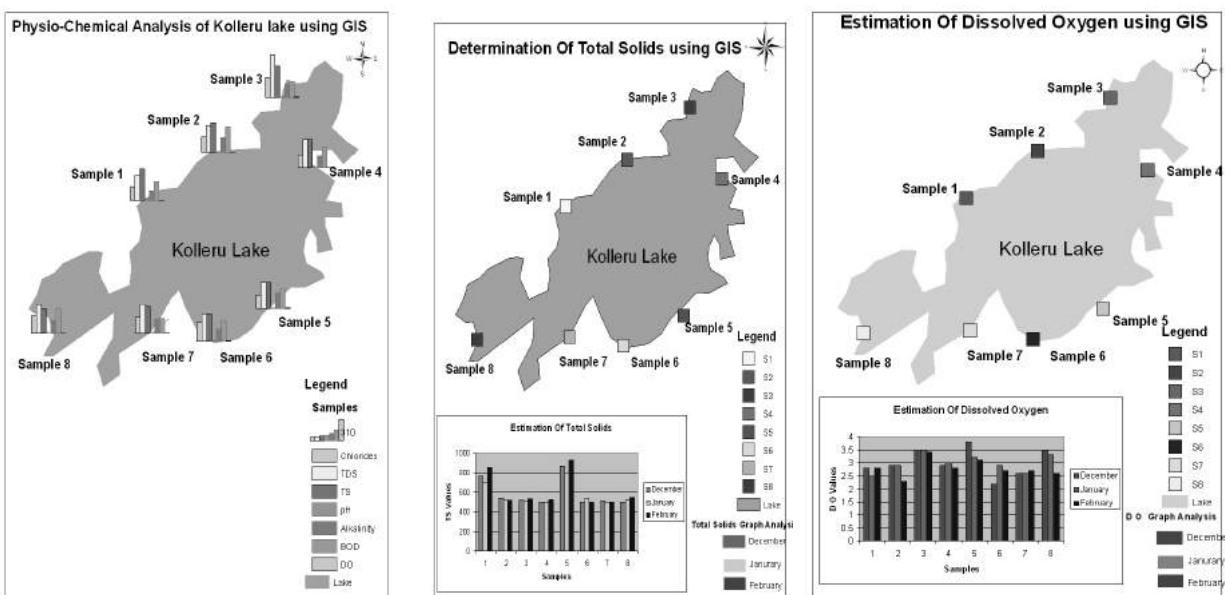 Physio-Chemical Analysis of Kolleru lake using GIS
N
W E
S
Sample 3
Sample 2
Sample 1
Sample 4
Kolleru Lake
Sample 5
Sample 8
Sample 7
Sample 6
Legend
Samples
310
Chlorides
TDS
TS
pH
Alkalinity
BOD
DO
Lake
Determination Of Total Solids using GIS
Sample 3
Sample 2
Sample 1
Sample 4
Kolleru Lake
Sample 5
Sample 8
Sample 7
Sample 6
Legend
S1
S2
S3
S4
S5
S6
S7
S8
Lake
Estimation Of Total Solids
1000
800
600
400
200
0
TS Values
1 2 3 4 5 6 7 8
Samples
December
January
February
Total Solids Graph Analysis
December
Janurary
February
Estimation Of Dissolved Oxygen using GIS
N
W E
S
Sample 3
Sample 2
Sample 1
Sample 4
Kolleru Lake
Sample 5
Sample 8
Sample 7
Sample 6
Legend
S1
S2
S3
S4
S5
S6
S7
S8
Lake
Estimation Of Dissolved Oxygen
4
3.5
3
2.5
2
1.5
1
0.5
0
DO Values
1 2 3 4 5 6 7 8
Samples
December
January
February
DO Graph Analysis
December
Janurary
February